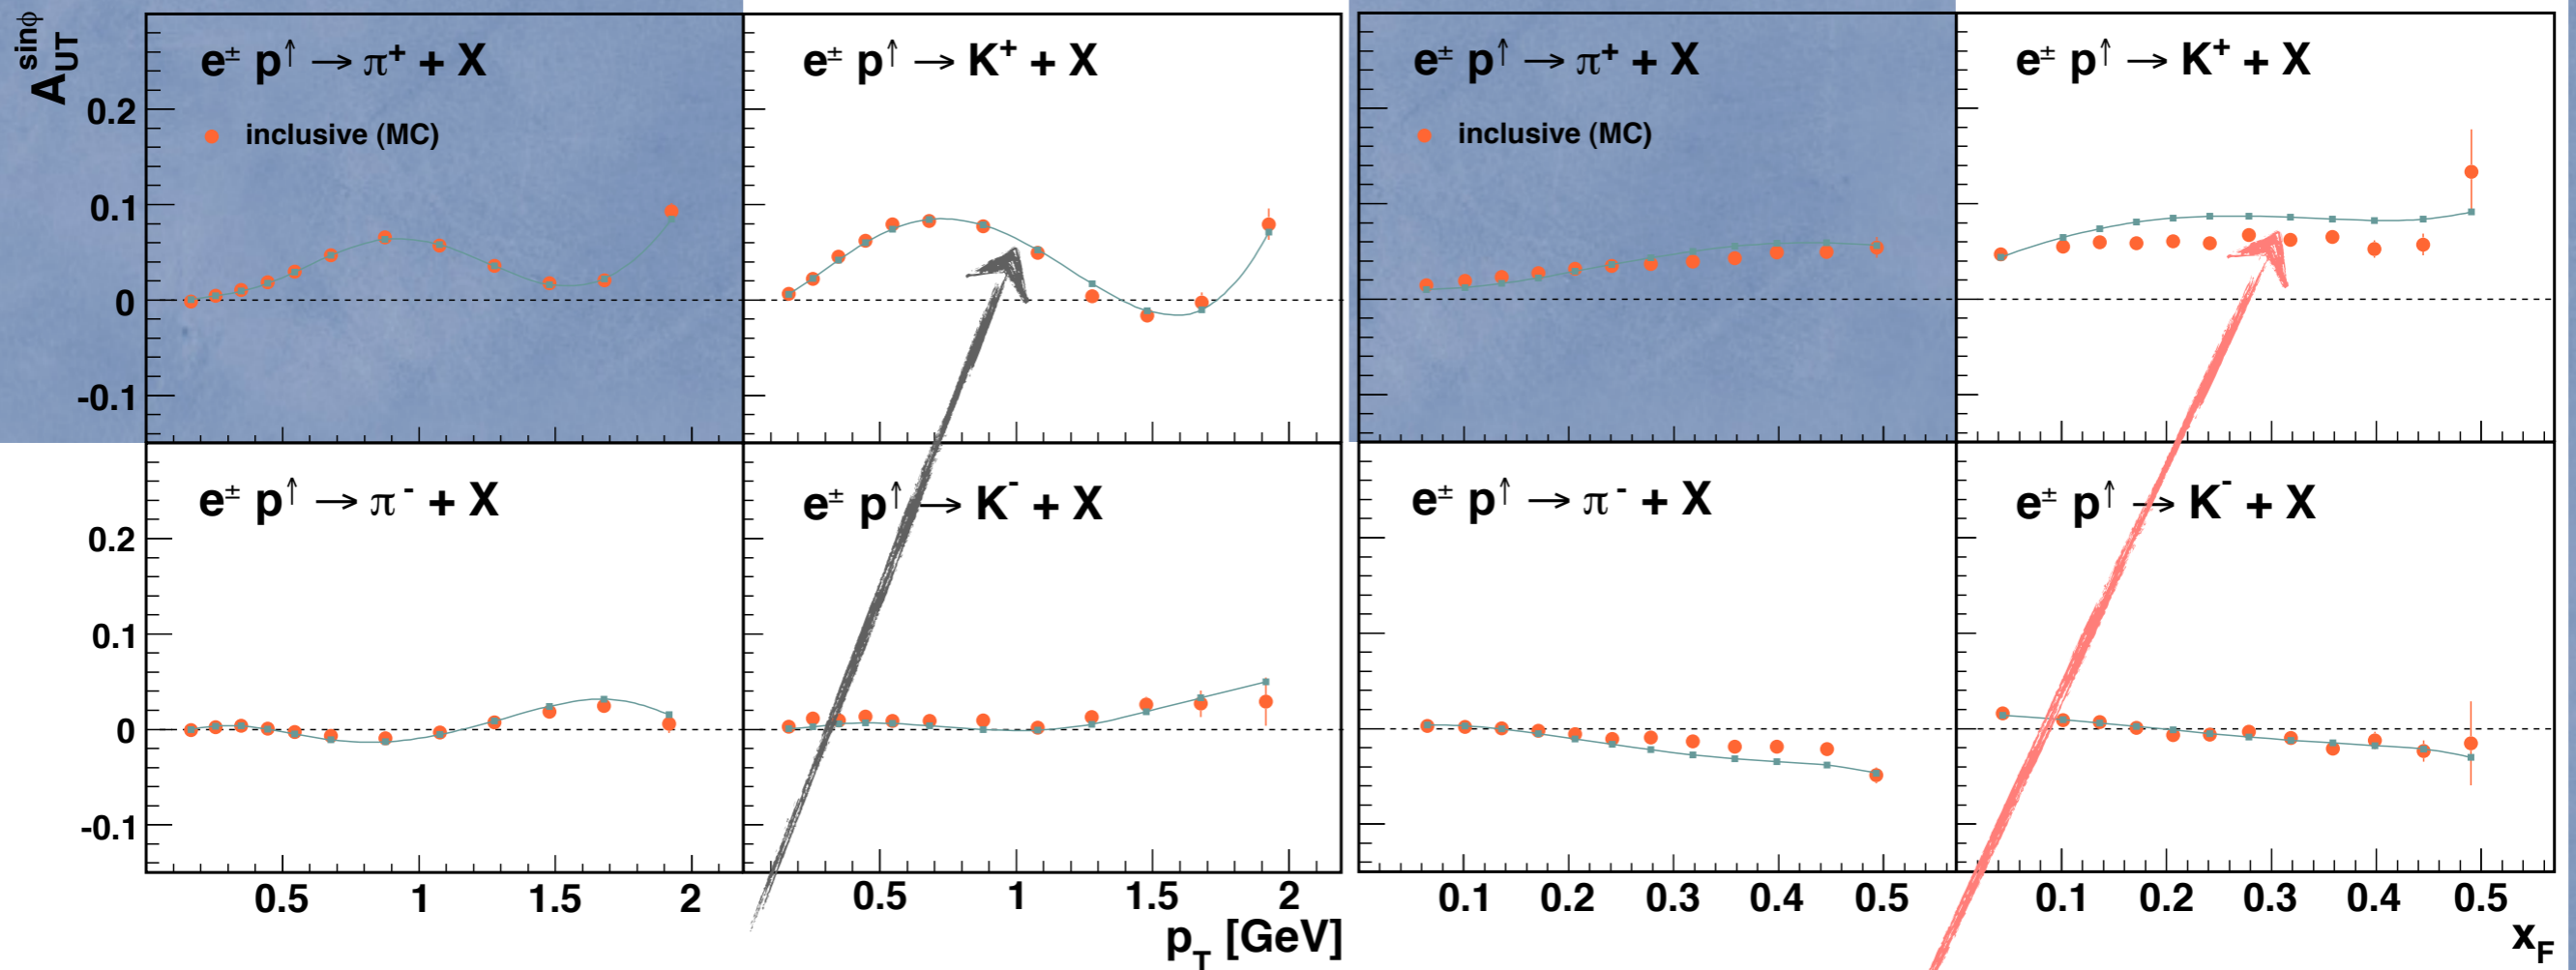 A_UT^sinϕ
e± p↑ → π+ + X
e± p↑ → K+ + X
e± p↑ → π+ + X
e± p↑ → K+ + X
inclusive (MC)
inclusive (MC)
0.2
0.1
0
-0.1
e± p↑ → π- + X
e± p↑ → K- + X
e± p↑ → π- + X
e± p↑ → K- + X
0.2
0.1
0
-0.1
0.5 1 1.5 2
0.5 1 1.5 2
0.1 0.2 0.3 0.4 0.5
0.1 0.2 0.3 0.4 0.5
p_T [GeV]
x_F